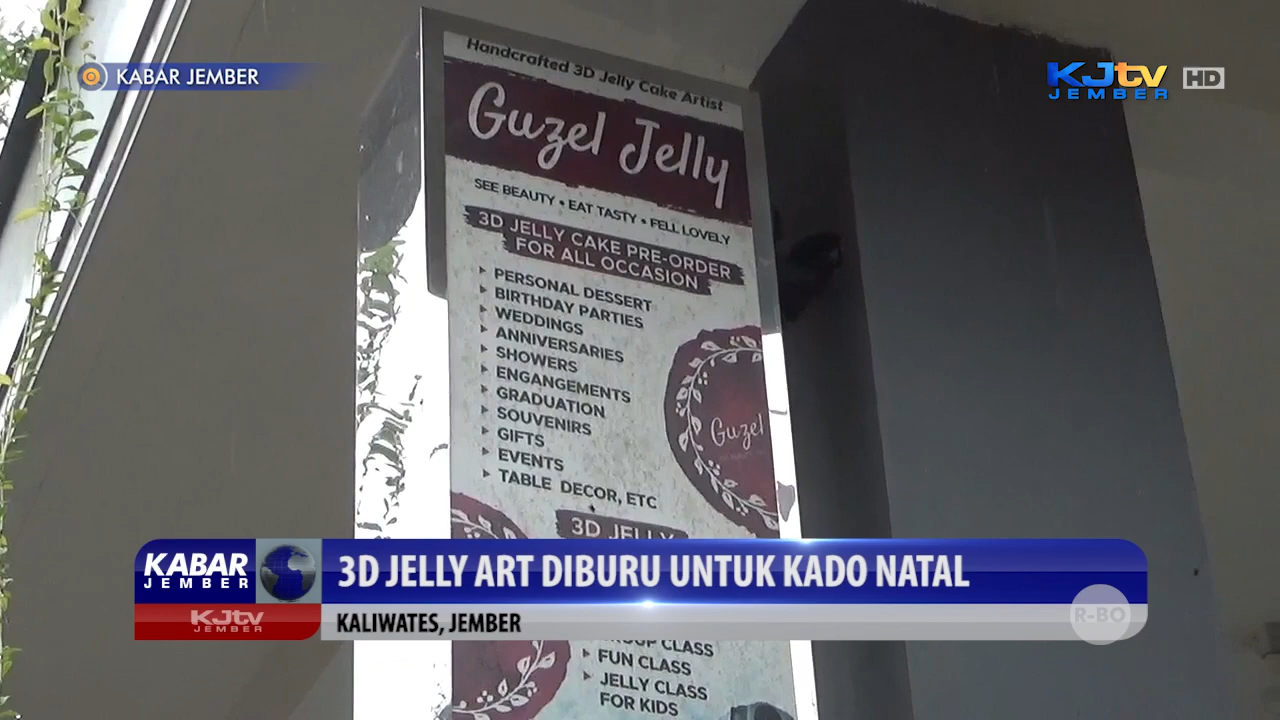 KABAR JEMBER
KJtv
JEMBER
HD
Handcrafted 3D Jelly Cake Artist
Guzel Jelly
SEE BEAUTY • EAT TASTY • FELL LOVELY
3D JELLY CAKE PRE-ORDER
FOR ALL OCCASION
PERSONAL DESSERT
BIRTHDAY PARTIES
WEDDINGS
ANNIVERSARIES
SHOWERS
ENGANGEMENTS
GRADUATION
SOUVENIRS
GIFTS
EVENTS
TABLE DECOR, ETC
Guzel
3D JELLY
KABAR
JEMBER
3D JELLY ART DIBURU UNTUK KADO NATAL
KJtv
JEMBER
KALIWATES, JEMBER
R-BO
CLASS
FUN CLASS
JELLY CLASS
FOR KIDS